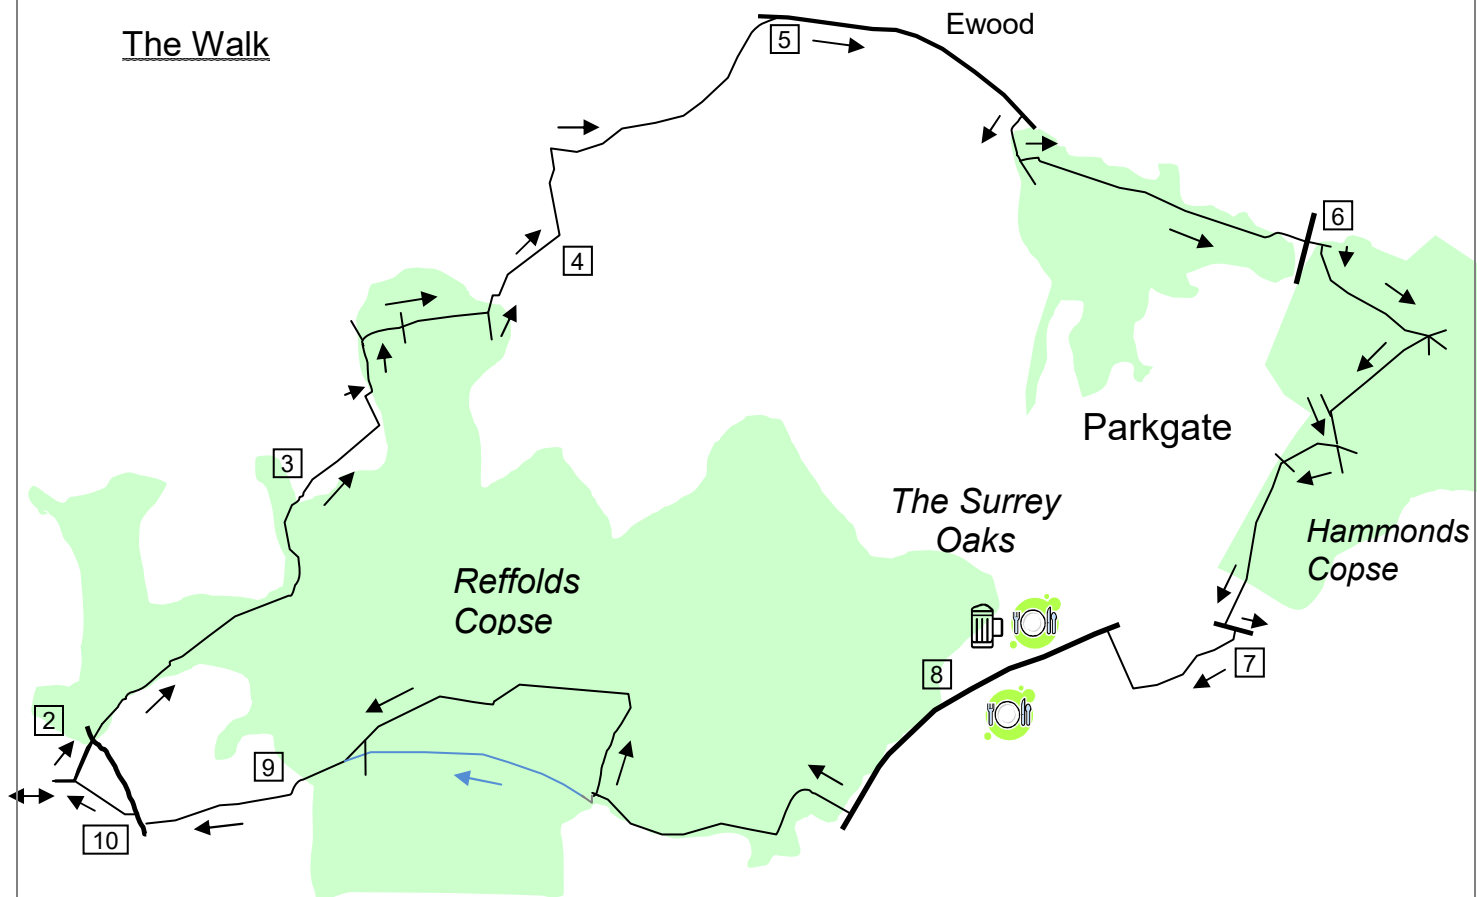 The Walk
Ewood
5
6
4
Parkgate
3
The Surrey
Oaks
Hammonds
Copse
Reffolds
Copse
7
8
2
9
10